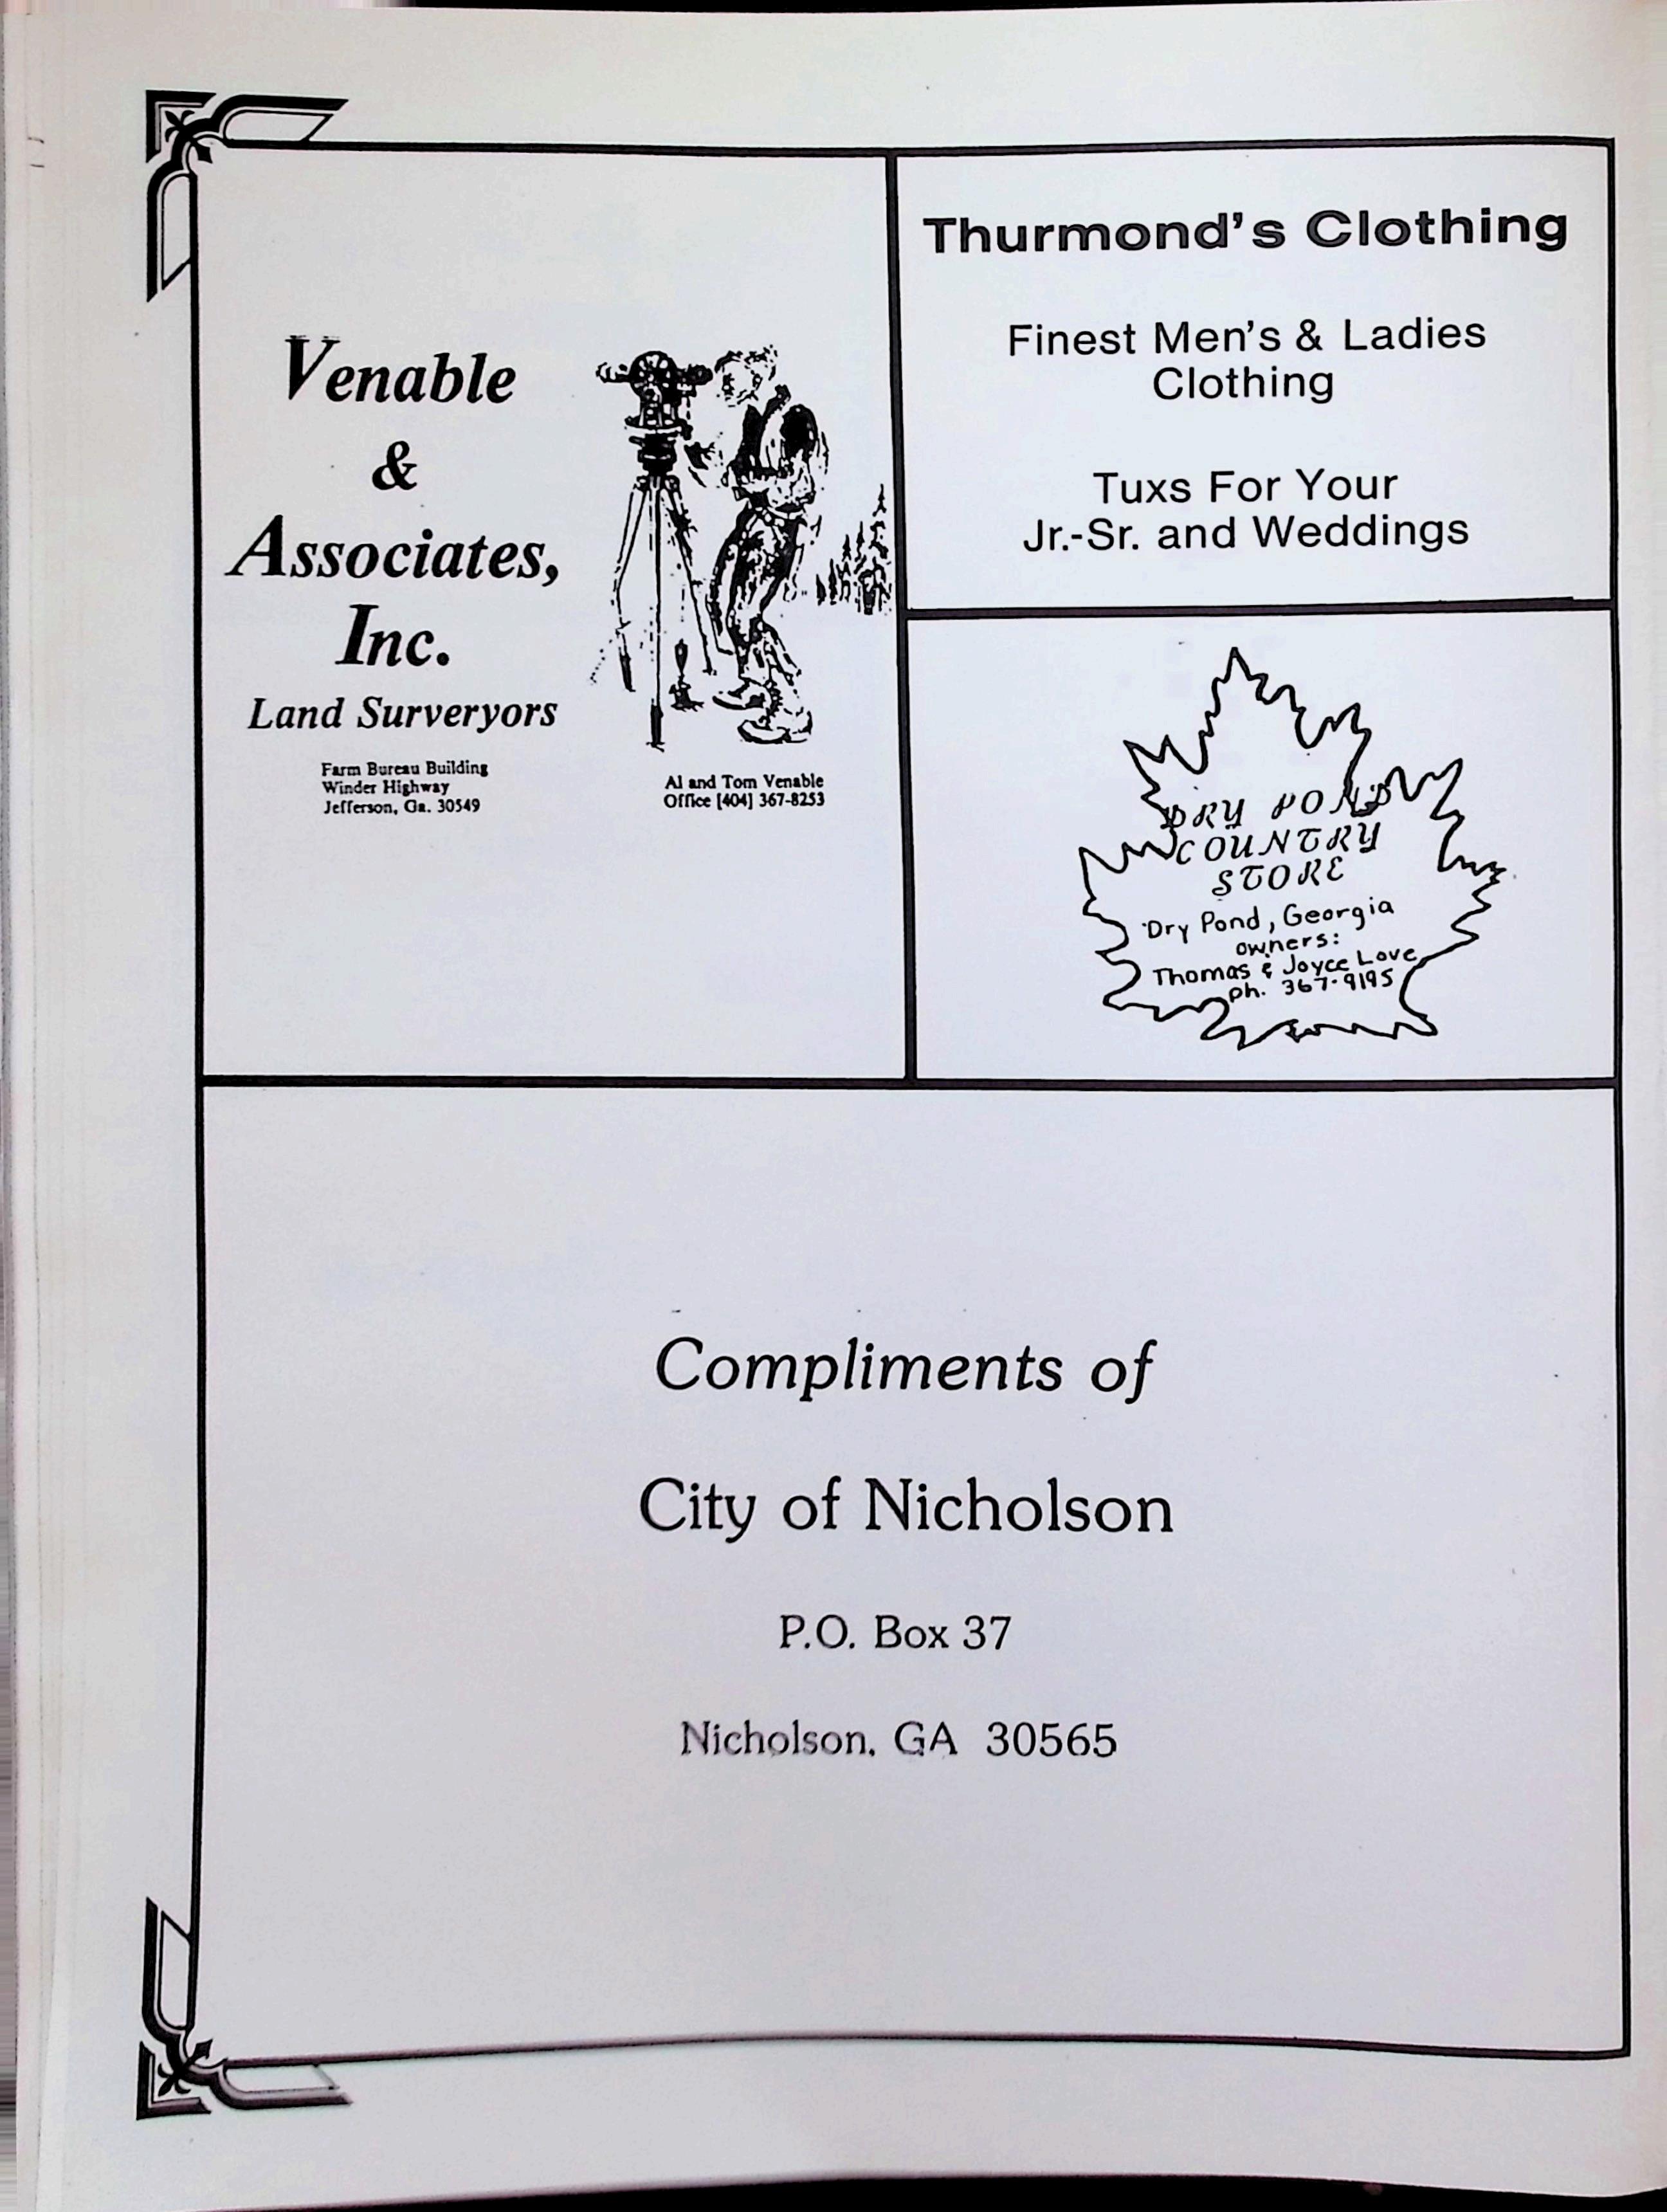 Venable
&
Associates,
Inc.
Land Surveryors
Farm Bureau Building
Winder Highway
Jefferson, Ga. 30549
Al and Tom Venable
Office [404] 367-8253
Thurmond's Clothing
Finest Men's & Ladies
Clothing
Tuxs For Your
Jr.-Sr. and Weddings
DRY POND
COUNTRY
STORE
Dry Pond, Georgia
owners:
Thomas & Joyce Love
ph. 367-9195
Compliments of
City of Nicholson
P.O. Box 37
Nicholson, GA 30565